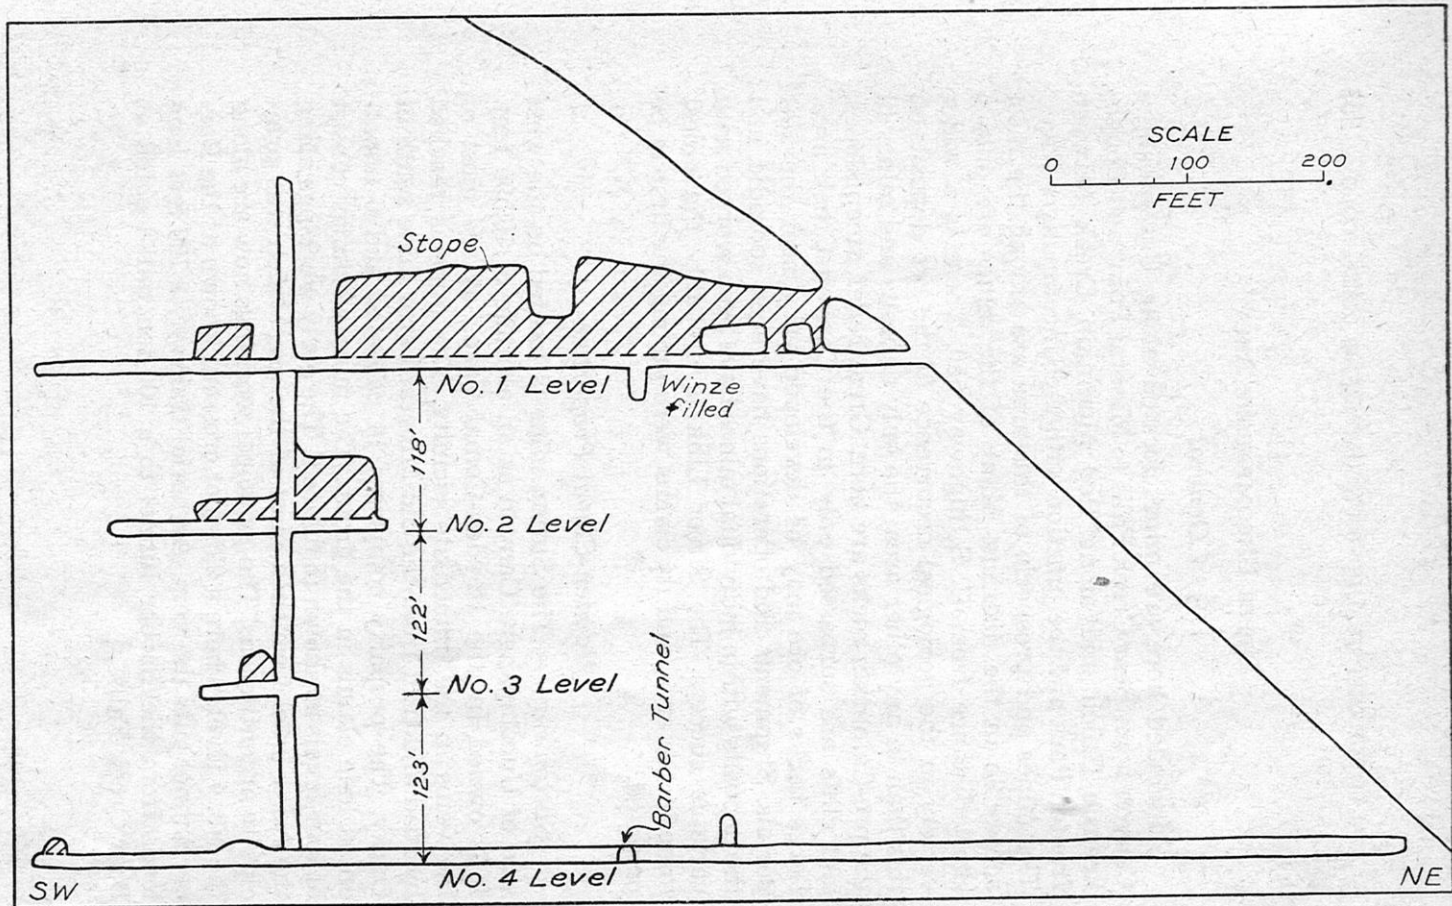 SCALE
0 100 200
FEET
Stope
No. 1 Level
Winze
filled
118'
No. 2 Level
122'
No. 3 Level
123'
Barber Tunnel
No. 4 Level
SW
NE